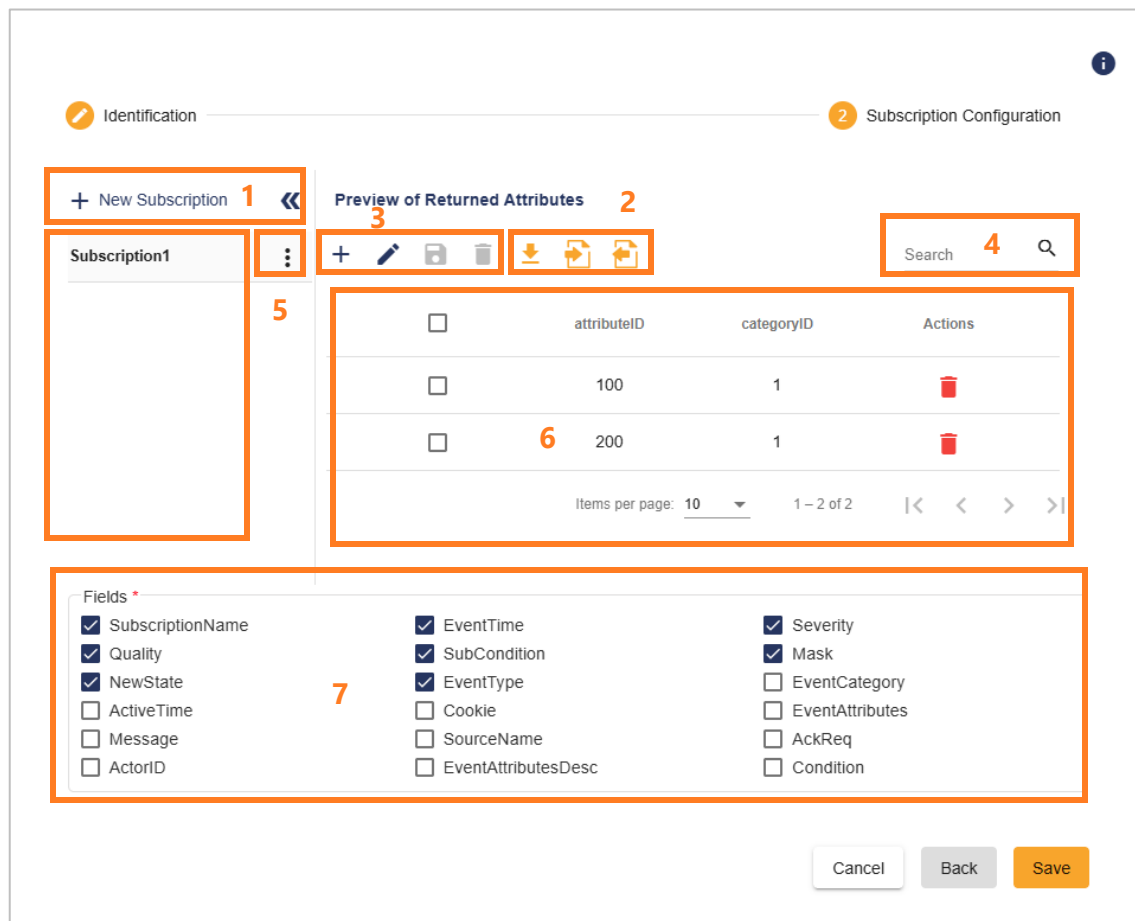 Identification
2 Subscription Configuration
New Subscription 1
Preview of Returned Attributes
2
3
Subscription1
Search 4
5
attributeID categoryID Actions
100 1
200 1
6
Items per page: 10 1 – 2 of 2
Fields *
SubscriptionName EventTime Severity
Quality SubCondition Mask
NewState EventType EventCategory
7
ActiveTime Cookie EventAttributes
Message SourceName AckReq
ActorID EventAttributesDesc Condition
Cancel Back Save